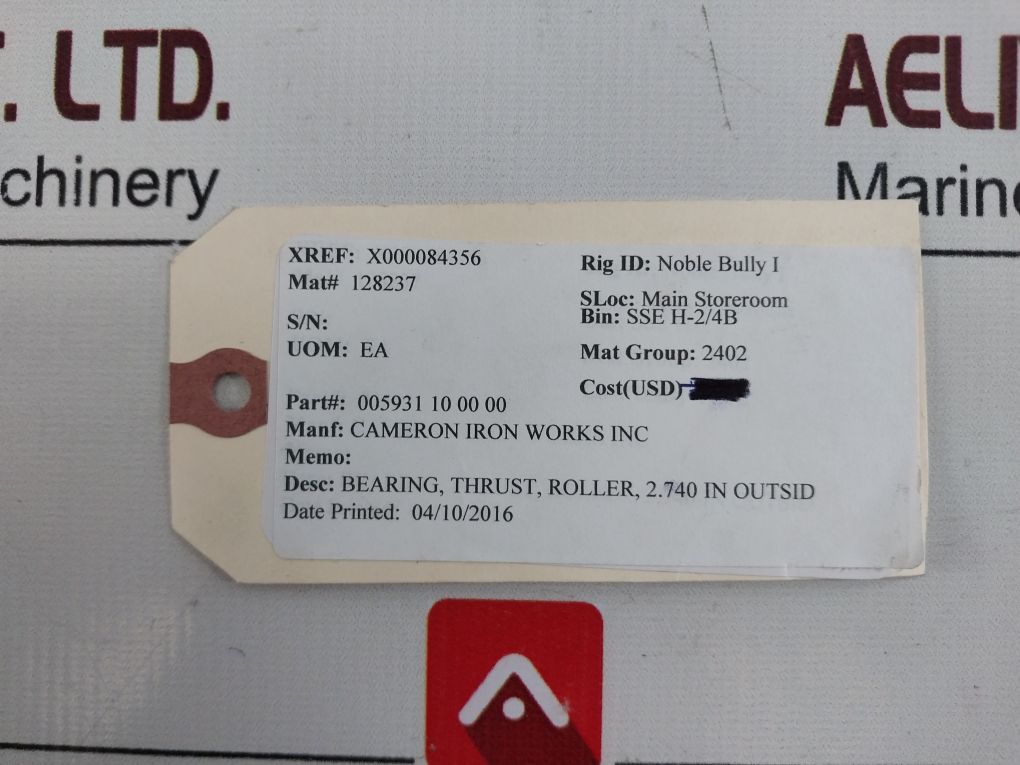 . LTD.
AELI
chinery
Marin
XREF: X000084356
Mat# 128237
S/N:
UOM: EA
Part#: 005931 10 00 00
Manf: CAMERON IRON WORKS INC
Memo:
Desc: BEARING, THRUST, ROLLER, 2.740 IN OUTSID
Date Printed: 04/10/2016
Rig ID: Noble Bully I
SLoc: Main Storeroom
Bin: SSE H-2/4B
Mat Group: 2402
Cost(USD)